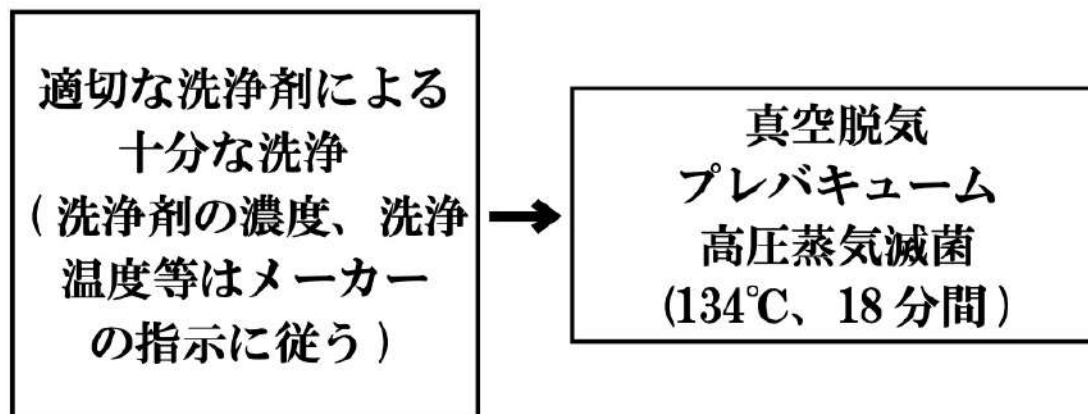 適切な洗浄剤による
十分な洗浄
(洗浄剤の濃度、洗浄
温度等はメーカー
の指示に従う)
真空脱気
プレバキューム
高圧蒸気滅菌
(134℃、18分間)